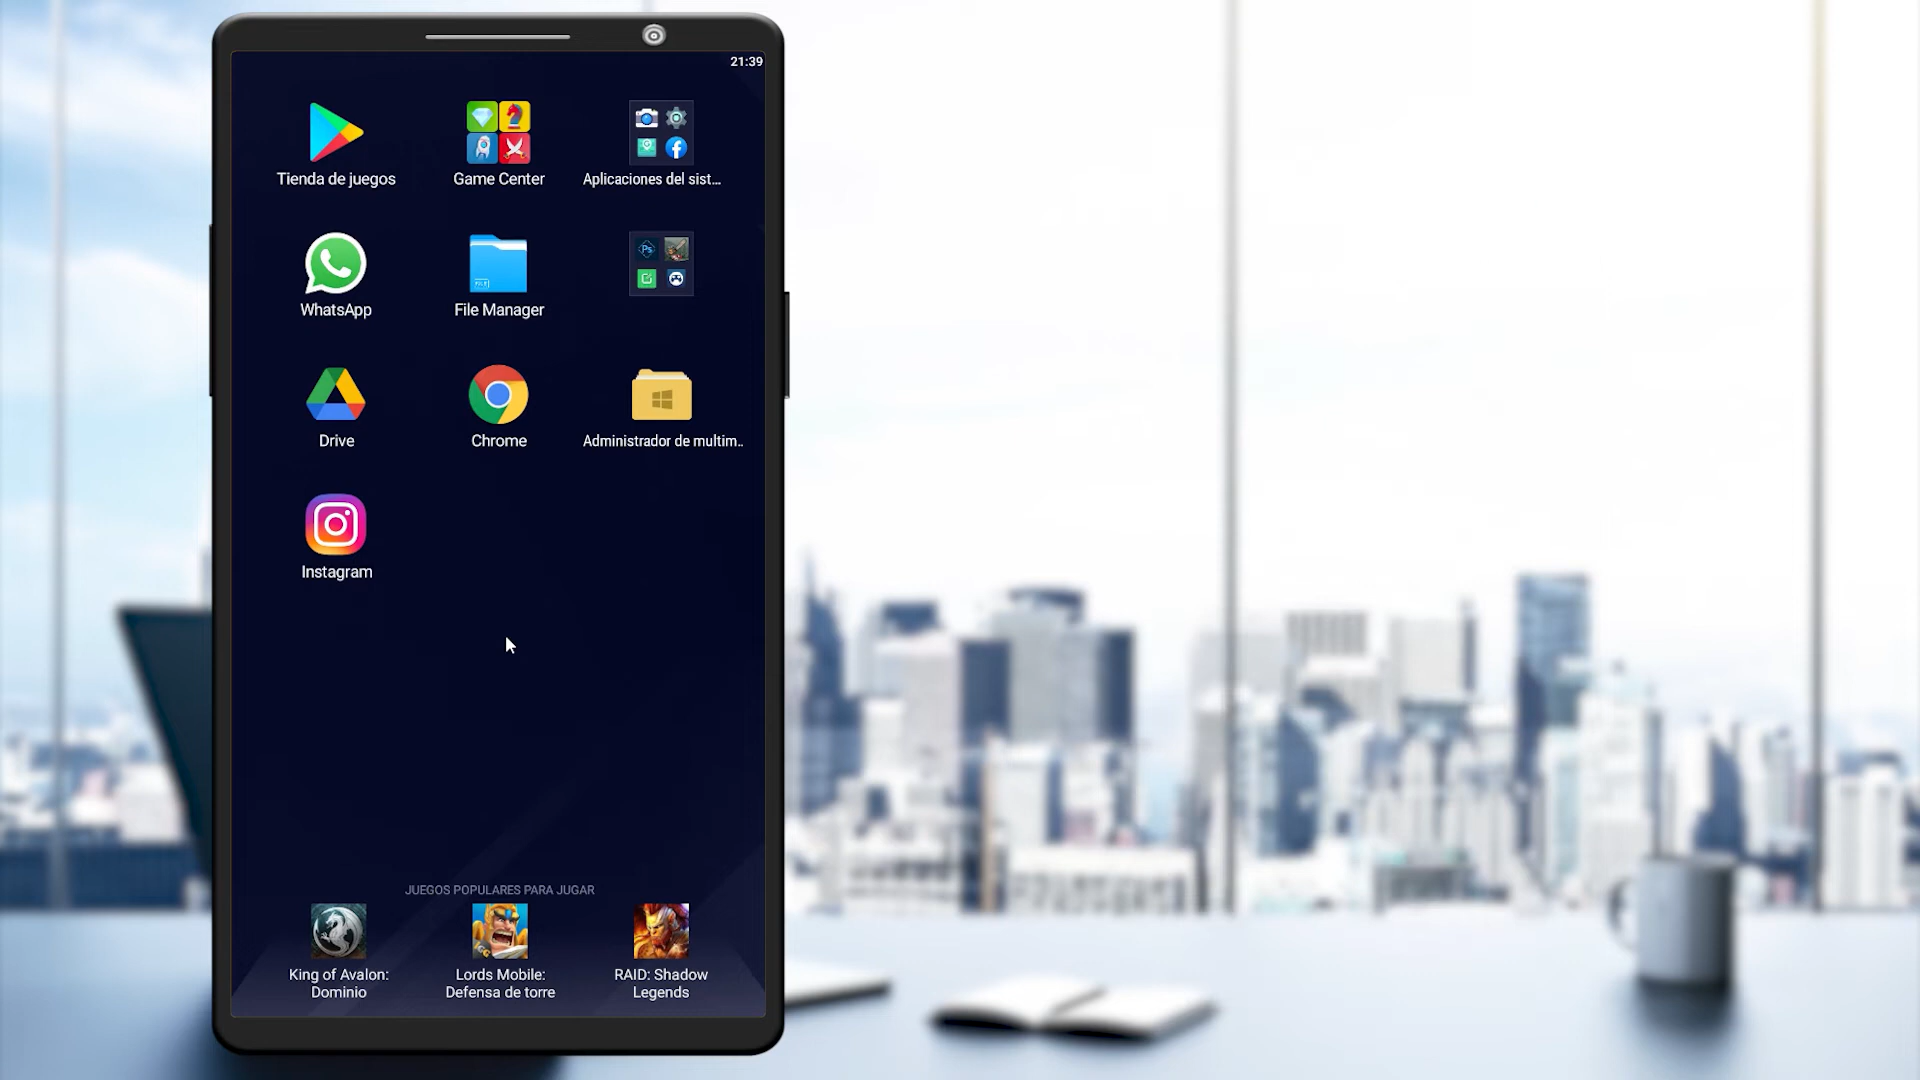 21:39
Tienda de juegos
Game Center
Aplicaciones del sist...
WhatsApp
File Manager
Ps
Drive
Chrome
Administrador de multim..
Instagram
JUEGOS POPULARES PARA JUGAR
King of Avalon:
Dominio
Lords Mobile:
Defensa de torre
RAID: Shadow
Legends